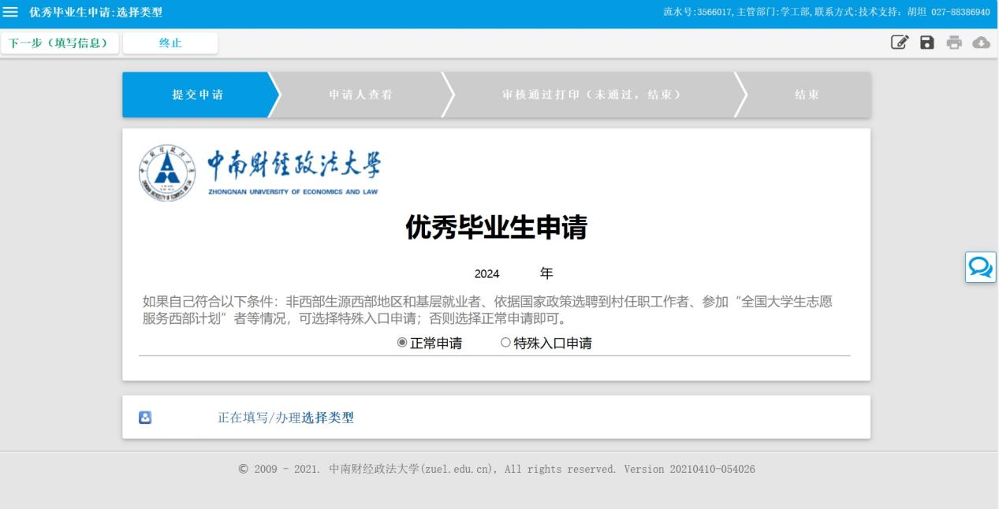 优秀毕业生申请:选择类型
流水号:3566017,主管部门:学工部,联系方式:技术支持：胡坦 027-88386940
下一步（填写信息）
终止
提交申请
申请人查看
审核通过打印（未通过，结束）
结束
中南财经政法大学
ZHONGNAN UNIVERSITY OF ECONOMICS AND LAW
优秀毕业生申请
2024 年
如果自己符合以下条件：非西部生源西部地区和基层就业者、依据国家政策选聘到村任职工作者、参加“全国大学生志愿
服务西部计划”者等情况，可选择特殊入口申请；否则选择正常申请即可。
正常申请 特殊入口申请
正在填写/办理选择类型
© 2009 - 2021. 中南财经政法大学(zuel.edu.cn), All rights reserved. Version 20210410-054026